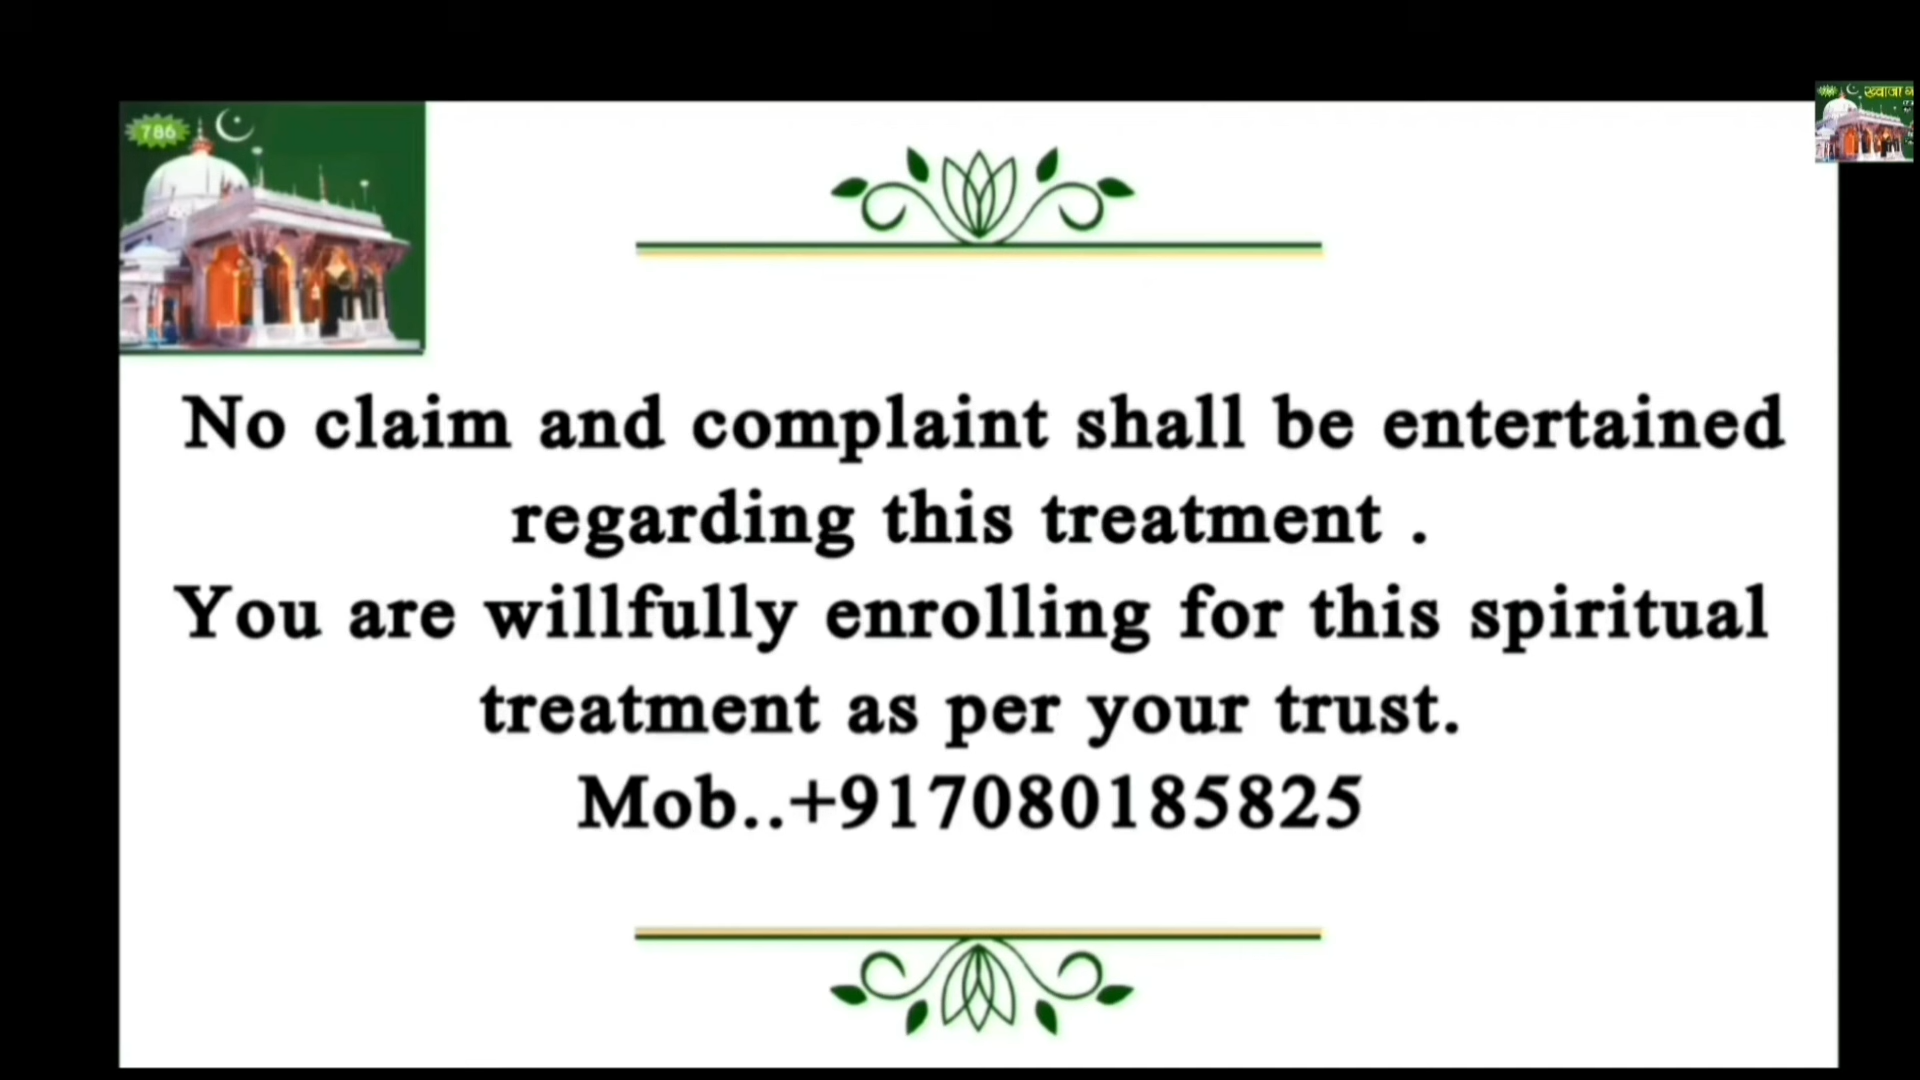 786
ख्वाजा
No claim and complaint shall be entertained
regarding this treatment .
You are willfully enrolling for this spiritual
treatment as per your trust.
Mob..+917080185825